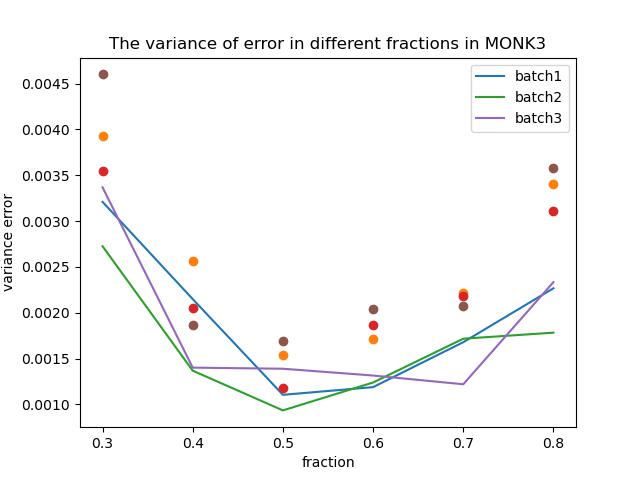 The variance of error in different fractions in MONK3
batch1
batch2
batch3
0.0045
0.0040
0.0035
0.0030
0.0025
0.0020
0.0015
0.0010
variance error
0.3 0.4 0.5 0.6 0.7 0.8
fraction